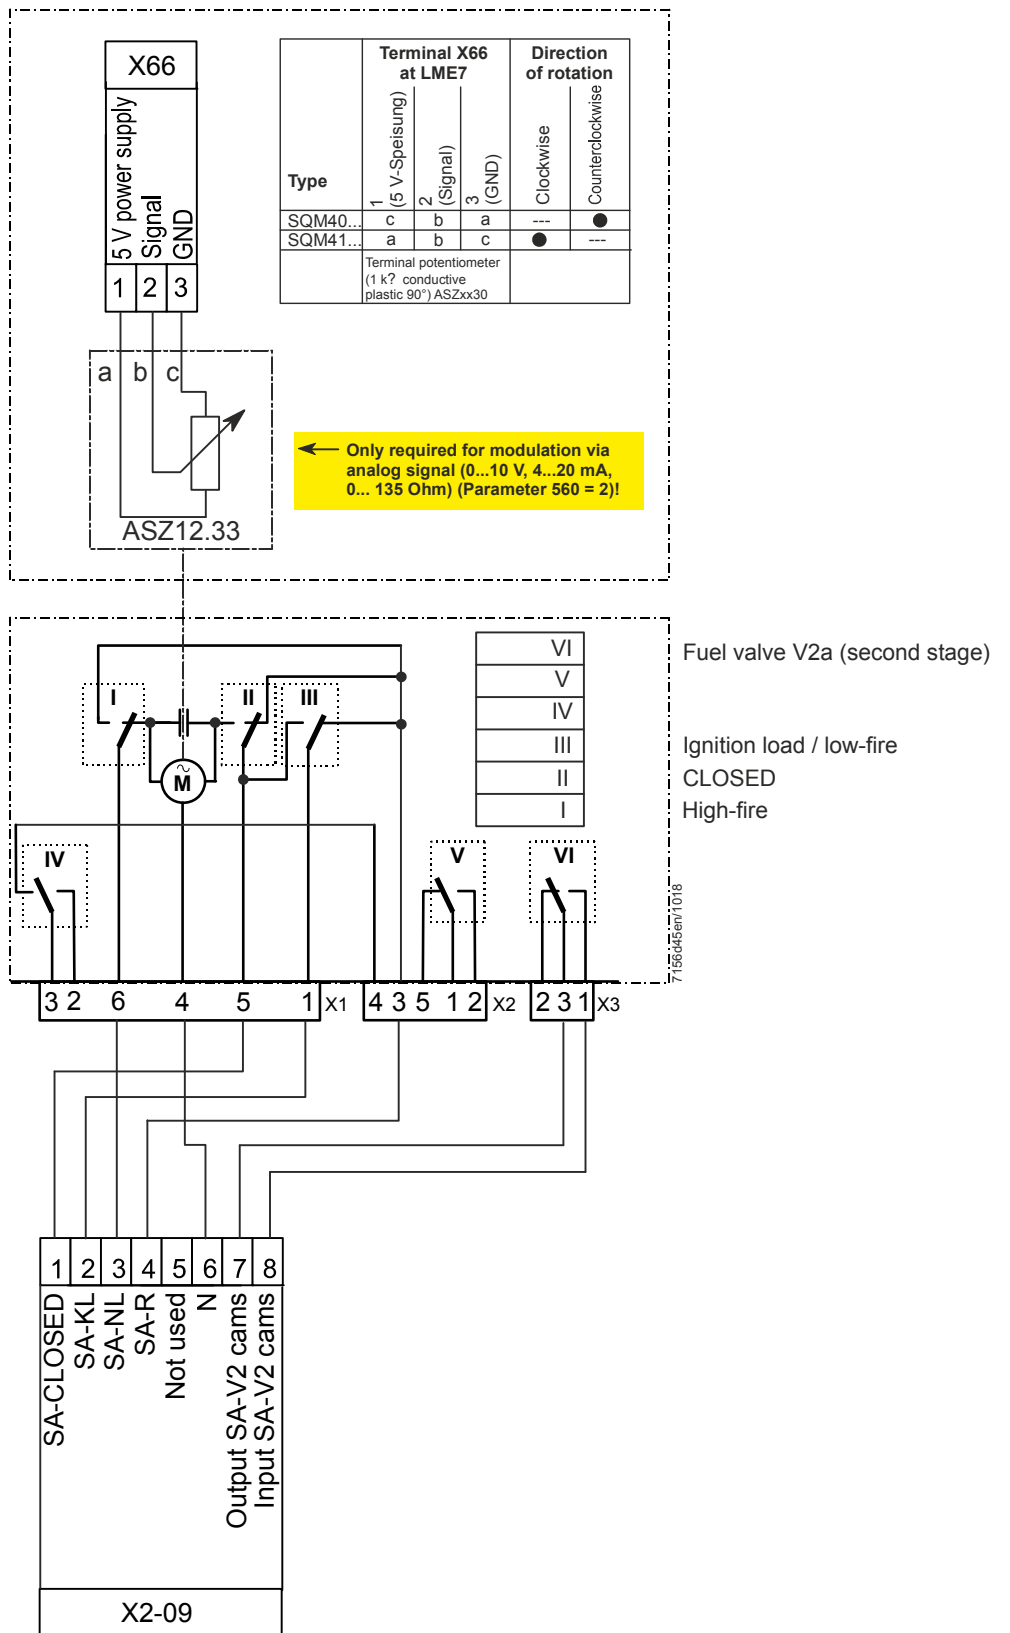 X66
5 V power supply
Signal
GND
1 2 3
Terminal X66
at LME7
Direction
of rotation
Type
1
(5 V-Speisung)
2
(Signal)
3
(GND)
Clockwise
Counterclockwise
SQM40... c b a --- ●
SQM41... a b c ● ---
Terminal potentiometer
(1 k? conductive
plastic 90°) ASZxx30
a b c
ASZ12.33
Only required for modulation via
analog signal (0...10 V, 4...20 mA,
0... 135 Ohm) (Parameter 560 = 2)!
VI Fuel valve V2a (second stage)
V
IV
III Ignition load / low-fire
II CLOSED
I High-fire
I II III
M
~
IV V VI
7156d45en/1018
3 2 6 4 5 1 X1 4 3 5 1 2 X2 2 3 1 X3
1 2 3 4 5 6 7 8
SA-CLOSED
SA-KL
SA-NL
SA-R
Not used
N
Output SA-V2 cams
Input SA-V2 cams
X2-09